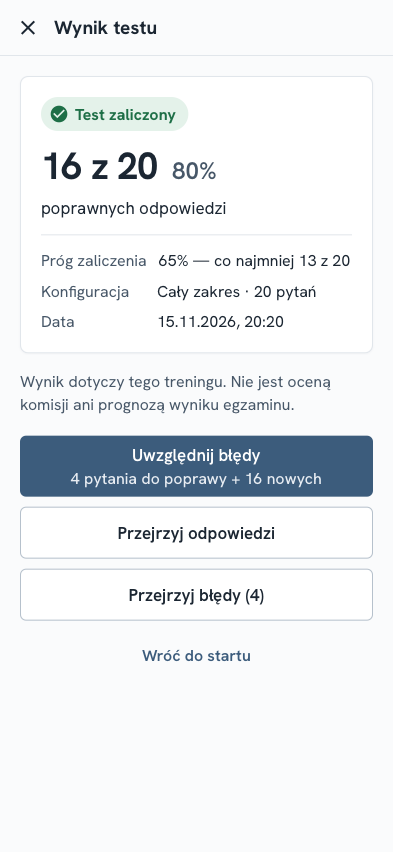 Wynik testu
Test zaliczony
16 z 20 80%
poprawnych odpowiedzi
Próg zaliczenia 65% — co najmniej 13 z 20
Konfiguracja Cały zakres · 20 pytań
Data 15.11.2026, 20:20
Wynik dotyczy tego treningu. Nie jest oceną
komisji ani prognozą wyniku egzaminu.
Uwzględnij błędy
4 pytania do poprawy + 16 nowych
Przejrzyj odpowiedzi
Przejrzyj błędy (4)
Wróć do startu